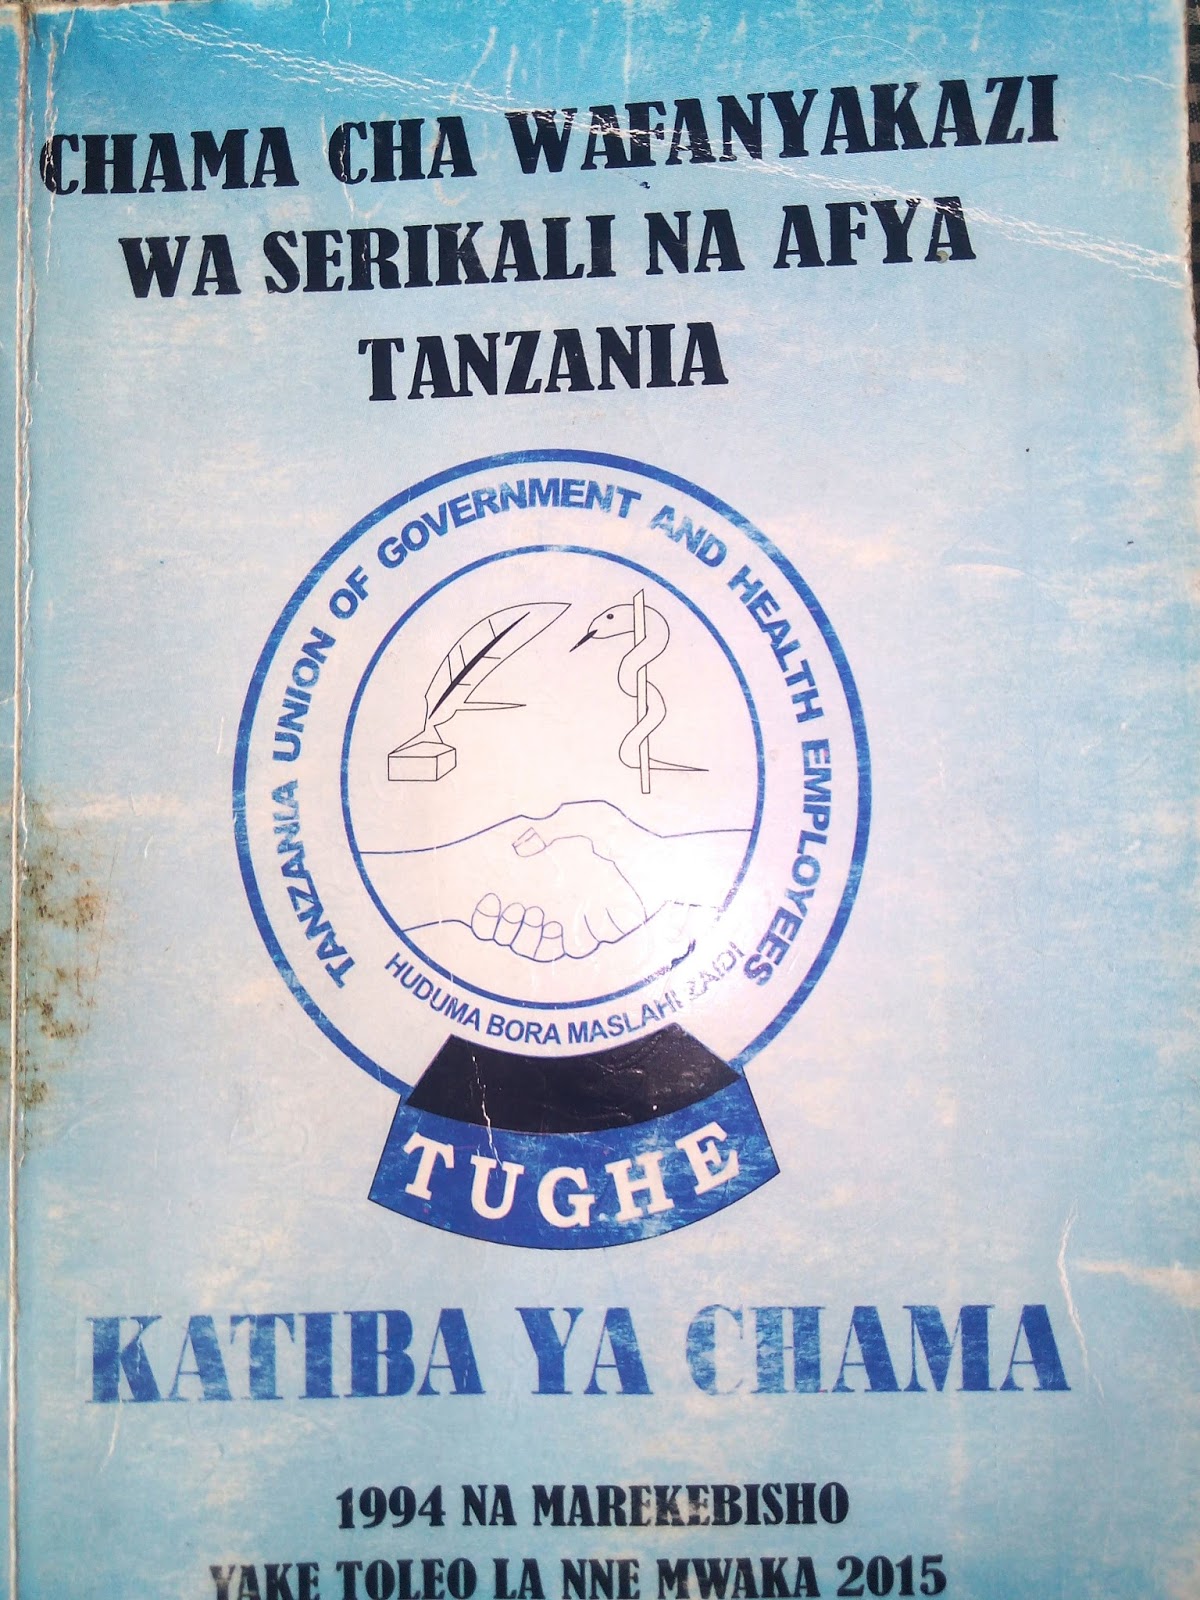 CHAMA CHA WAFANYAKAZI
WA SERIKALI NA AFYA
TANZANIA
TANZANIA UNION OF GOVERNMENT AND HEALTH EMPLOYEES
HUDUMA BORA MASLAHI ZAIDI
TUGHE
KATIBA YA CHAMA
1994 NA MAREKEBISHO
YAKE TOLEO LA NNE MWAKA 2015